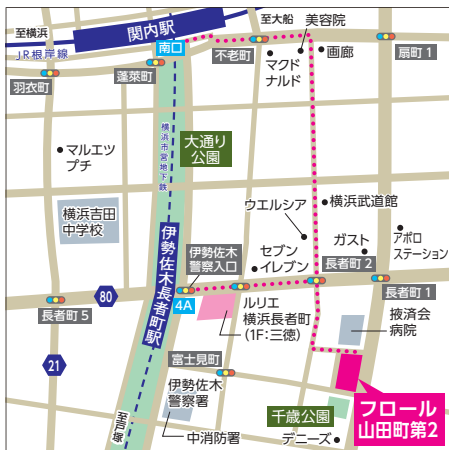 至横浜
JR根岸線
関内駅
南口
至大船
美容院
不老町
マクド
ナルド
画廊
扇町1
羽衣町
蓬萊町
大通り
公園
横浜市営地下鉄
マルエツ
プチ
横浜吉田
中学校
ウエルシア
横浜武道館
伊勢佐木長者町駅
伊勢佐木
警察入口
セブン
イレブン
ガスト
アポロ
ステーション
長者町2
長者町1
長者町5
80
4A
ルリエ
横浜長者町
(1F:三徳)
掖済会
病院
21
富士見町
伊勢佐木
警察署
至戸塚
中消防署
千歳公園
デニーズ
フロール
山田町第2